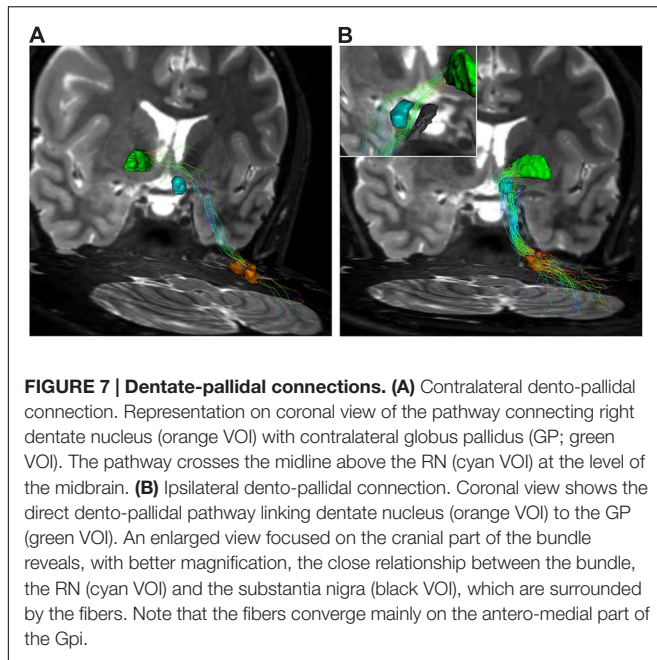 A
B
FIGURE 7 | Dentate-pallidal connections. (A) Contralateral dento-pallidal
connection. Representation on coronal view of the pathway connecting right
dentate nucleus (orange VOI) with contralateral globus pallidus (GP; green
VOI). The pathway crosses the midline above the RN (cyan VOI) at the level of
the midbrain. (B) Ipsilateral dento-pallidal connection. Coronal view shows the
direct dento-pallidal pathway linking dentate nucleus (orange VOI) to the GP
(green VOI). An enlarged view focused on the cranial part of the bundle
reveals, with better magnification, the close relationship between the bundle,
the RN (cyan VOI) and the substantia nigra (black VOI), which are surrounded
by the fibers. Note that the fibers converge mainly on the antero-medial part of
the Gpi.